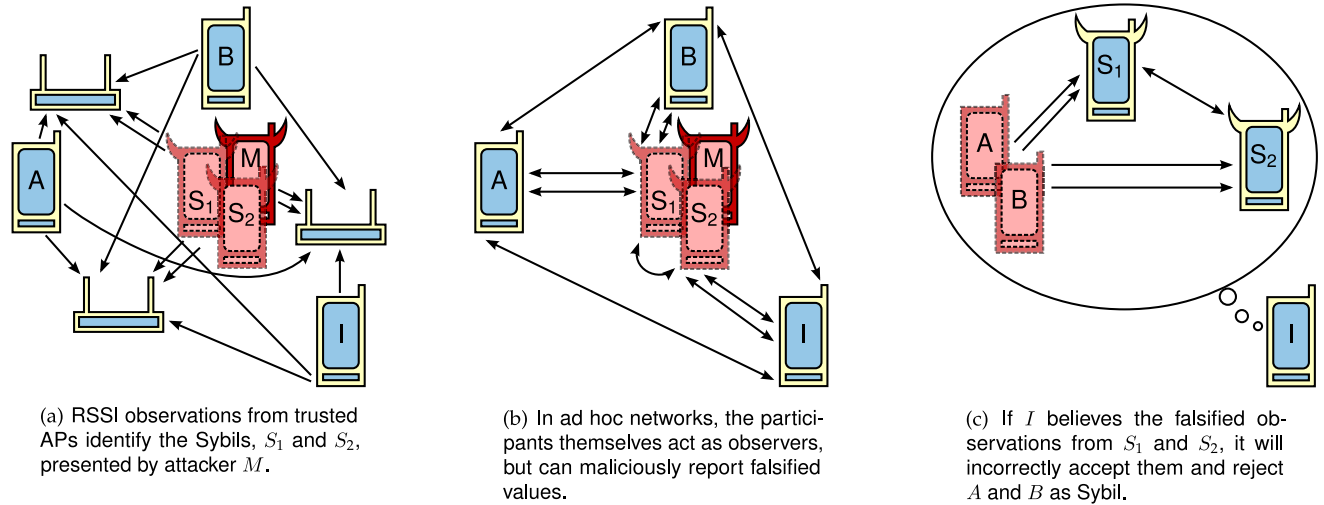 B
A
M
S1
S2
I
(a) RSSI observations from trusted
APs identify the Sybils, S1 and S2,
presented by attacker M.
B
A
M
S1
S2
I
(b) In ad hoc networks, the partici-
pants themselves act as observers,
but can maliciously report falsified
values.
S1
A
S2
B
I
(c) If I believes the falsified ob-
servations from S1 and S2, it will
incorrectly accept them and reject
A and B as Sybil.